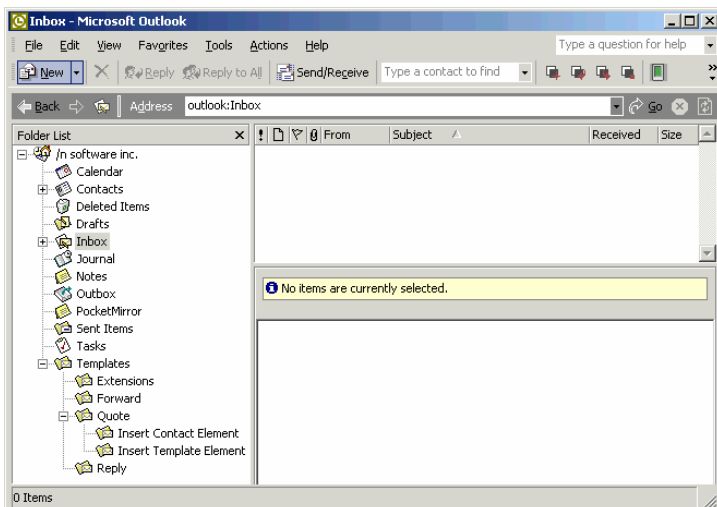 Inbox - Microsoft Outlook
File Edit View Favorites Tools Actions Help Type a question for help
New Reply Reply to All Send/Receive Type a contact to find
Back Address outlook:Inbox Go
Folder List ! From Subject Received Size
/n software inc.
Calendar
Contacts
Deleted Items
Drafts
Inbox
Journal
Notes
No items are currently selected.
Outbox
PocketMirror
Sent Items
Tasks
Templates
Extensions
Forward
Quote
Insert Contact Element
Insert Template Element
Reply
0 Items